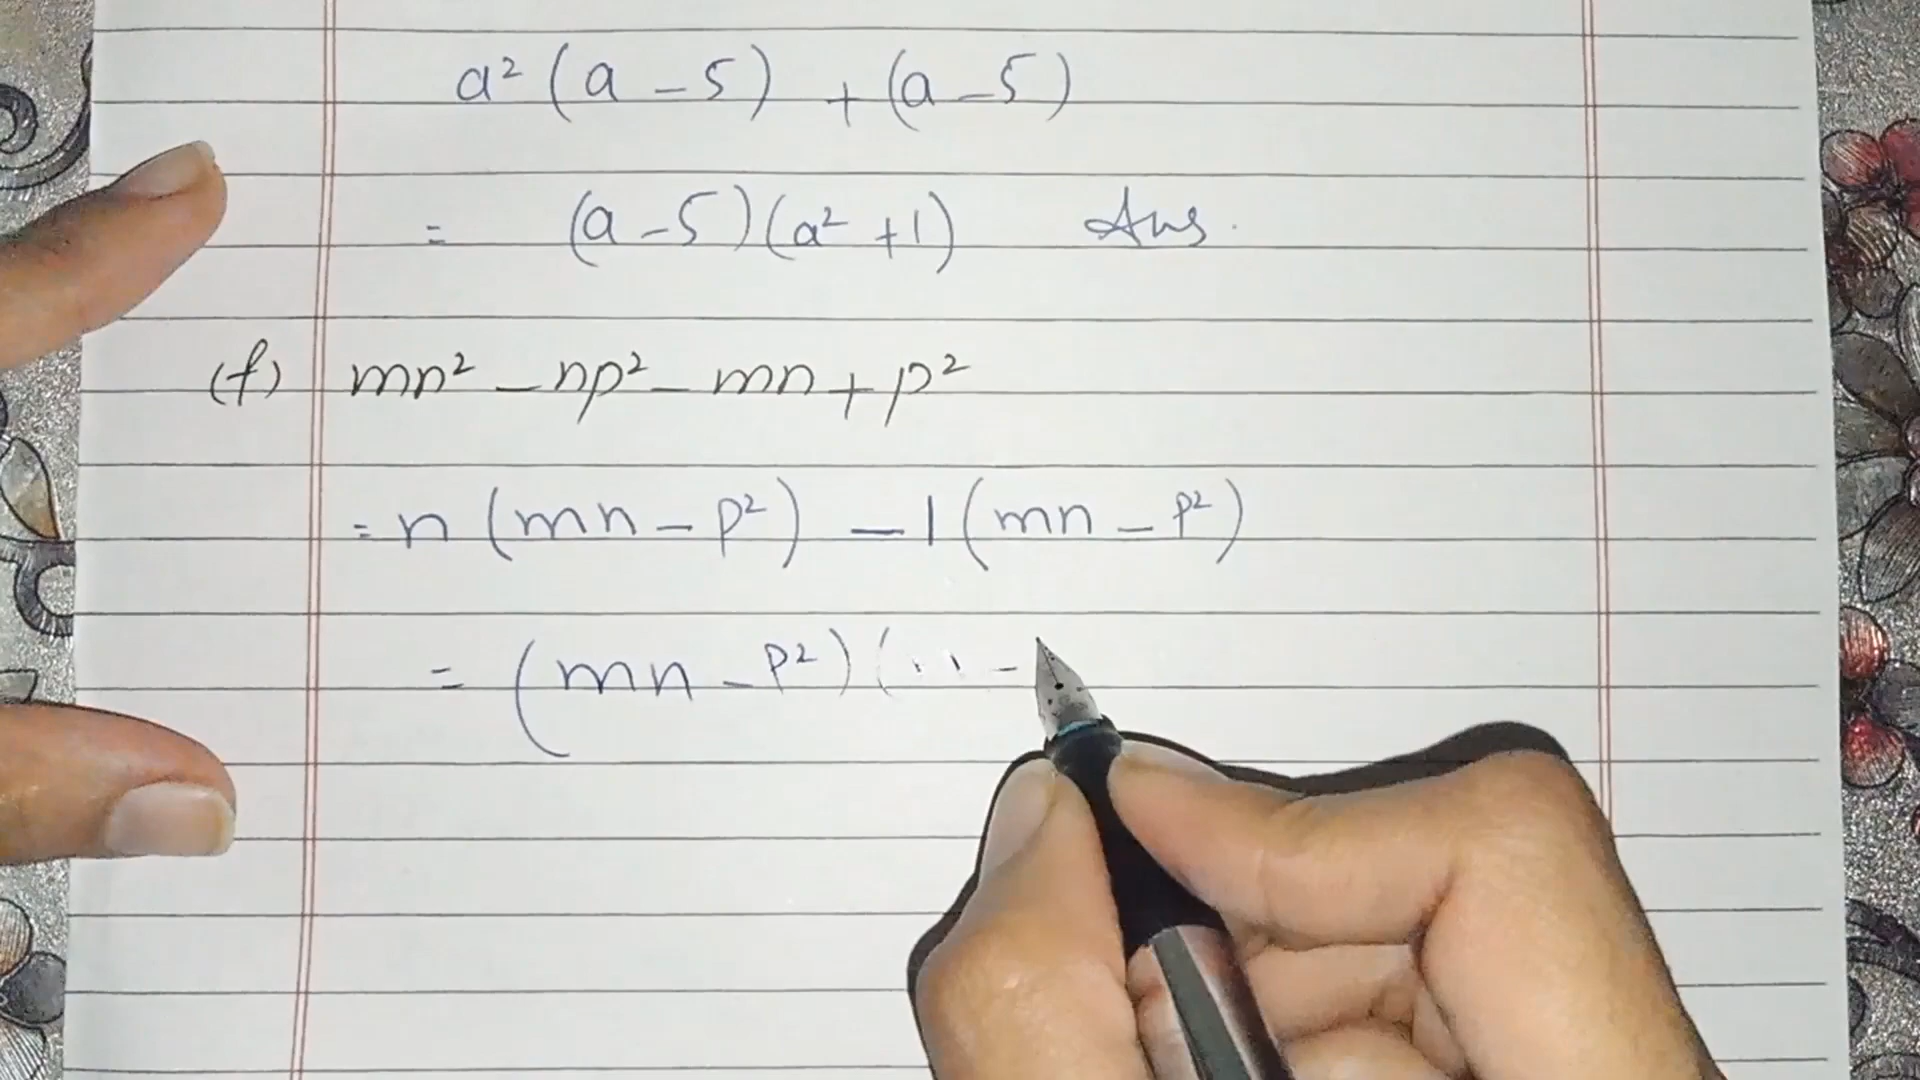 a² (a - 5) + (a - 5)
= (a - 5) (a² + 1) Ans.
(f) mn² - np² - mn + p²
= n (mn - p²) - 1 (mn - p²)
= (mn - p²) ( -